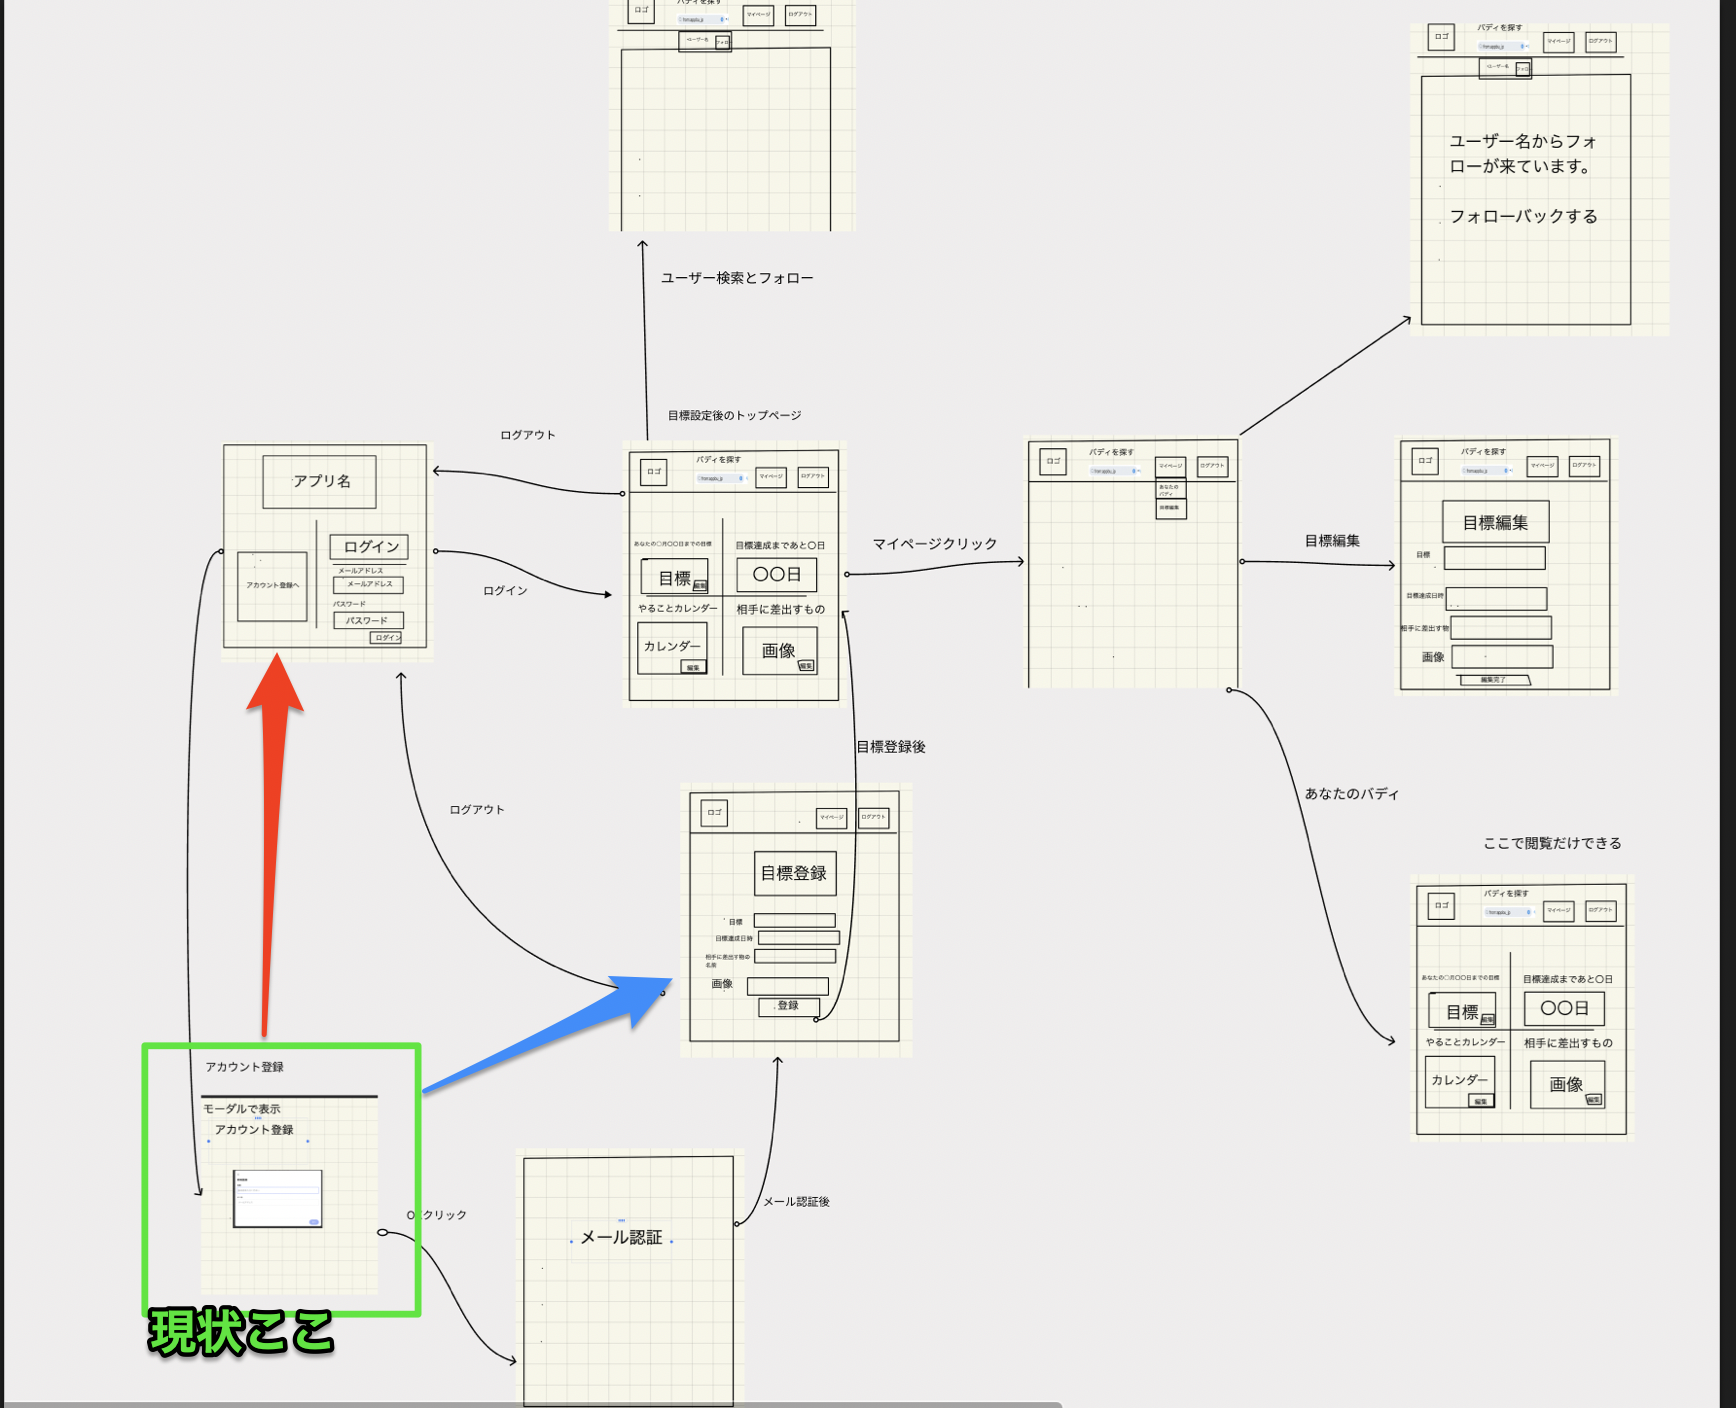 ロゴ
バディを探す
マイページ
ログアウト
ユーザー名
フォロー
ロゴ
バディを探す
マイページ
ログアウト
ユーザー名
ユーザー名からフォ
ローが来ています。
フォローバックする
ユーザー検索とフォロー
目標設定後のトップページ
ログアウト
アプリ名
アカウント登録へ
ログイン
メールアドレス
メールアドレス
パスワード
パスワード
ログイン
ログイン
ロゴ
バディを探す
マイページ
ログアウト
あなたの〇月〇〇日までの目標
目標
編集
目標達成まであと〇日
〇〇日
やることカレンダー
カレンダー
編集
相手に差出すもの
画像
編集
マイページクリック
ロゴ
バディを探す
マイページ
ログアウト
あなたの
バディ
目標編集
目標編集
ロゴ
バディを探す
マイページ
ログアウト
目標編集
目標
目標達成日時
相手に差出す物
画像
編集完了
目標登録後
ログアウト
ロゴ
マイページ
ログアウト
目標登録
目標
目標達成日時
相手に差出す物の
名前
画像
登録
あなたのバディ
ここで閲覧だけできる
ロゴ
バディを探す
マイページ
ログアウト
あなたの〇月〇〇日までの目標
目標
編集
目標達成まであと〇日
〇〇日
やることカレンダー
カレンダー
編集
相手に差出すもの
画像
編集
アカウント登録
モーダルで表示
アカウント登録
OKクリック
現状ここ
メール認証
メール認証後